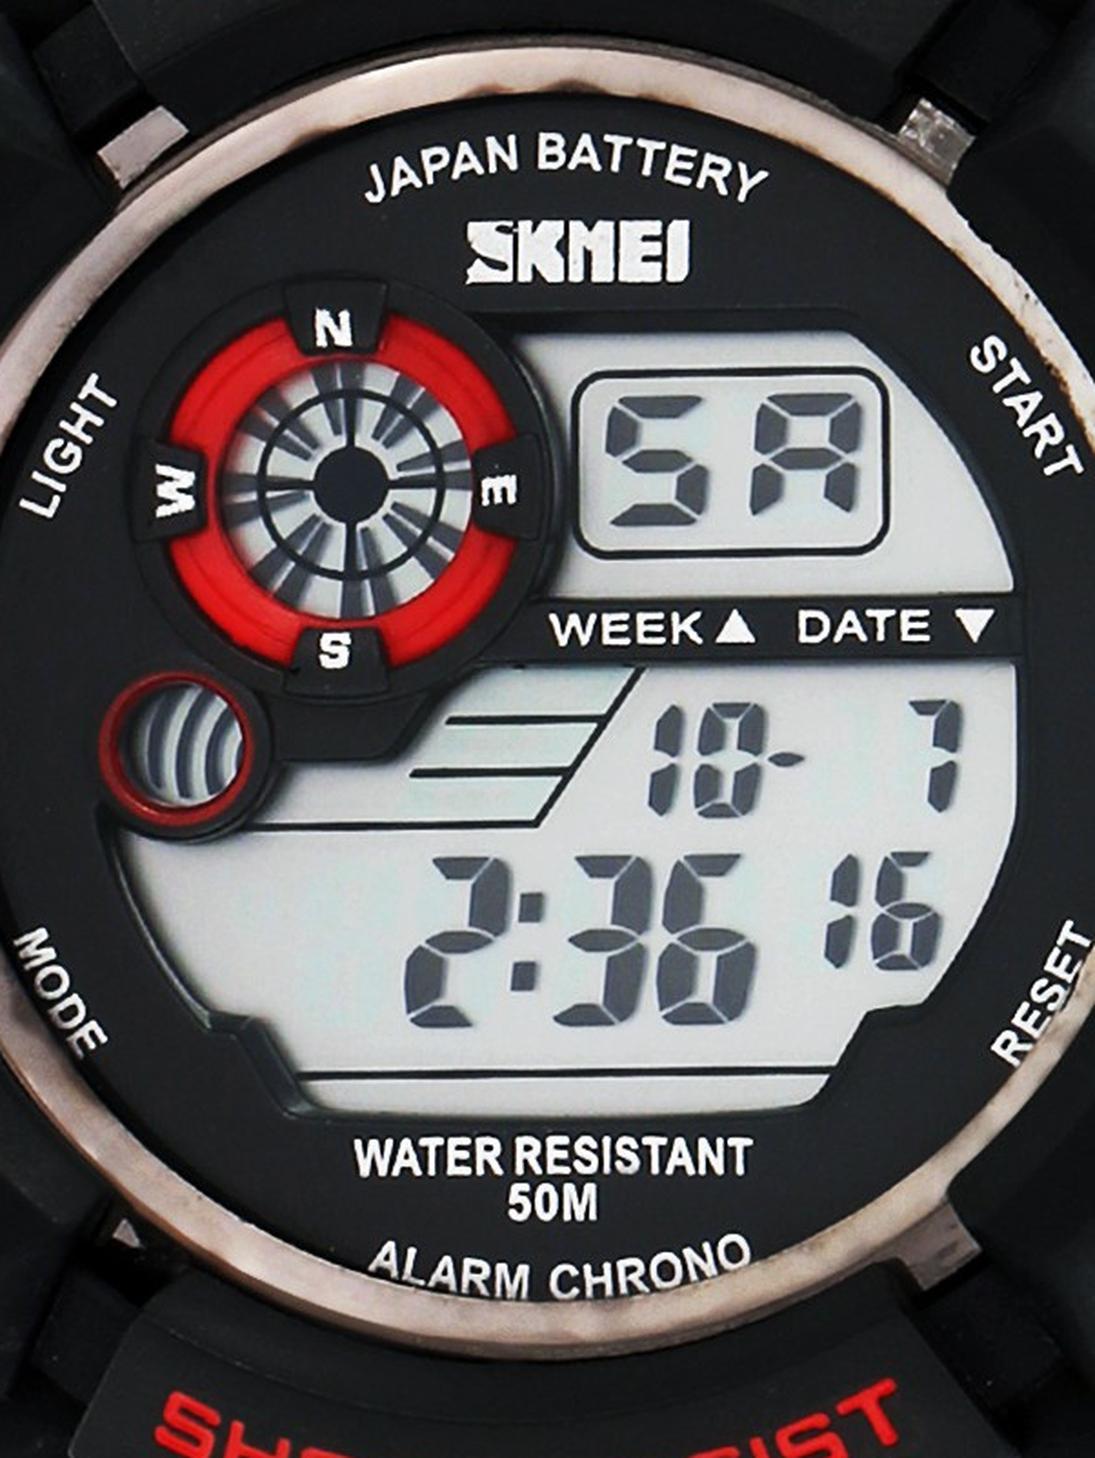 JAPAN BATTERY
SKMEI
N
W
E
S
LIGHT
START
SA
WEEK▲ DATE▼
10- 7
2:36 16
MODE
RESET
WATER RESISTANT
50M
ALARM CHRONO